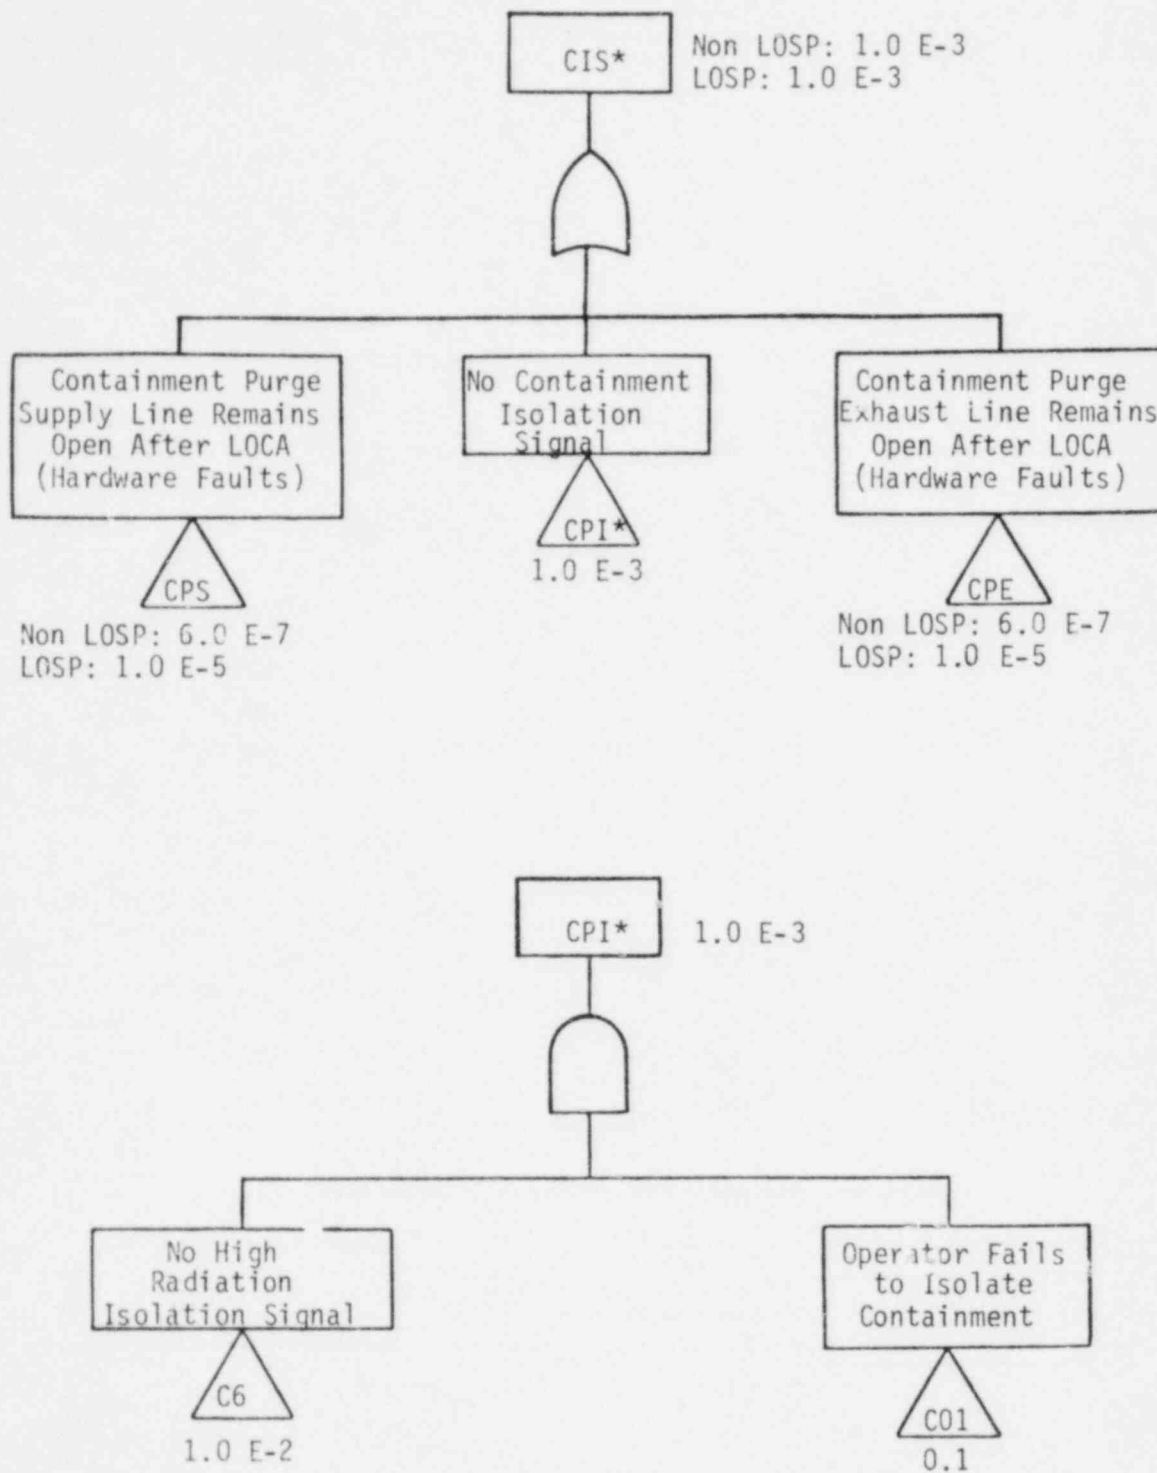 CIS*
Non LOSP: 1.0 E-3
LOSP: 1.0 E-3
Containment Purge
Supply Line Remains
Open After LOCA
(Hardware Faults)
CPS
Non LOSP: 6.0 E-7
LOSP: 1.0 E-5
No Containment
Isolation
Signal
CPI*
1.0 E-3
Containment Purge
Exhaust Line Remains
Open After LOCA
(Hardware Faults)
CPE
Non LOSP: 6.0 E-7
LOSP: 1.0 E-5
CPI*
1.0 E-3
No High
Radiation
Isolation Signal
C6
1.0 E-2
Operator Fails
to Isolate
Containment
C01
0.1